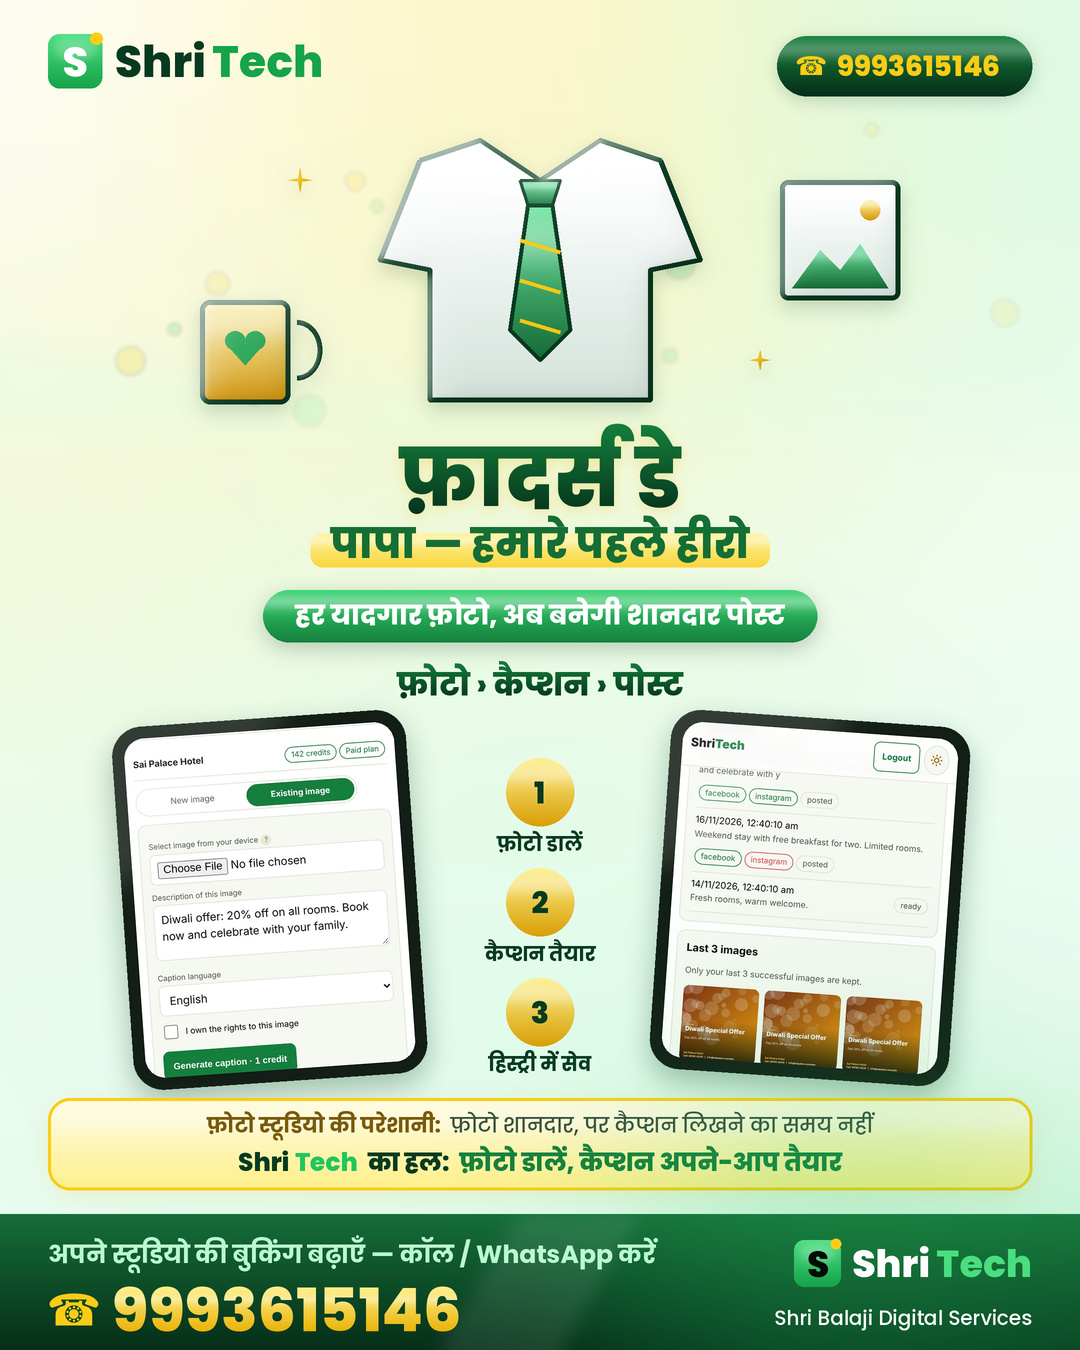 S Shri Tech
☎ 9993615146
फ़ादर्स डे
पापा — हमारे पहले हीरो
हर यादगार फ़ोटो, अब बनेगी शानदार पोस्ट
फ़ोटो › कैप्शन › पोस्ट
Sai Palace Hotel
142 credits
Paid plan
New image
Existing image
Select image from your device ?
Choose File No file chosen
Description of this image
Diwali offer: 20% off on all rooms. Book
now and celebrate with your family.
Caption language
English
I own the rights to this image
Generate caption · 1 credit
1
फ़ोटो डालें
2
कैप्शन तैयार
3
हिस्ट्री में सेव
ShriTech
Logout
and celebrate with y
facebook instagram posted
16/11/2026, 12:40:10 am
Weekend stay with free breakfast for two. Limited rooms.
facebook instagram posted
14/11/2026, 12:40:10 am
Fresh rooms, warm welcome.
ready
Last 3 images
Only your last 3 successful images are kept.
Diwali Special Offer
Diwali Special Offer
Diwali Special Offer
फ़ोटो स्टूडियो की परेशानी: फ़ोटो शानदार, पर कैप्शन लिखने का समय नहीं
Shri Tech का हल: फ़ोटो डालें, कैप्शन अपने-आप तैयार
अपने स्टूडियो की बुकिंग बढ़ाएँ — कॉल / WhatsApp करें
☎ 9993615146
S Shri Tech
Shri Balaji Digital Services